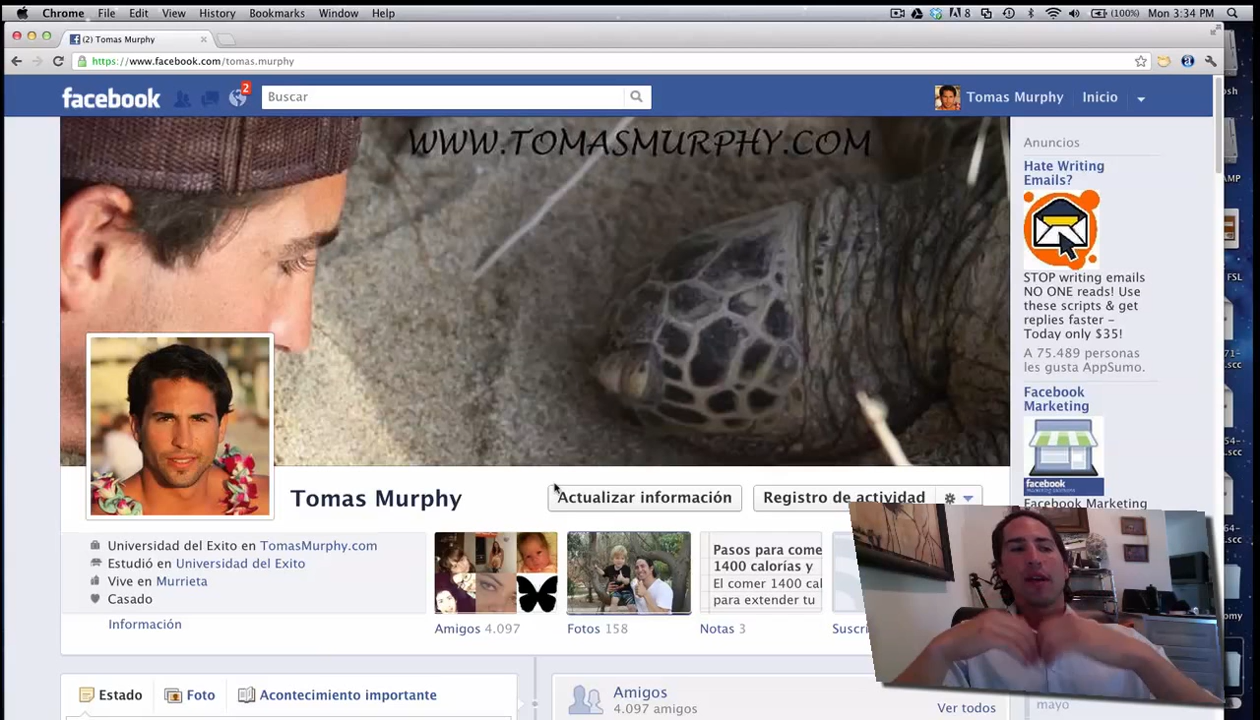 Chrome File Edit View History Bookmarks Window Help
8 (100%) Mon 3:34 PM
(2) Tomas Murphy
https://www.facebook.com/tomas.murphy
facebook 2 Buscar Tomas Murphy Inicio
WWW.TOMASMURPHY.COM
Anuncios
Hate Writing
Emails?
STOP writing emails
NO ONE reads! Use
these scripts & get
replies faster –
Today only $35!
A 75.489 personas
les gusta AppSumo.
Facebook
Marketing
facebook
Facebook Marketing
Tomas Murphy
Actualizar información
Registro de actividad
Universidad del Exito en TomasMurphy.com
Estudió en Universidad del Exito
Vive en Murrieta
Casado
Información
Amigos 4.097
Fotos 158
Pasos para come
1400 calorías y
El comer 1400 cal
para extender tu
Notas 3
Suscri
Estado Foto Acontecimiento importante
Amigos
4.097 amigos
Ver todos
mayo